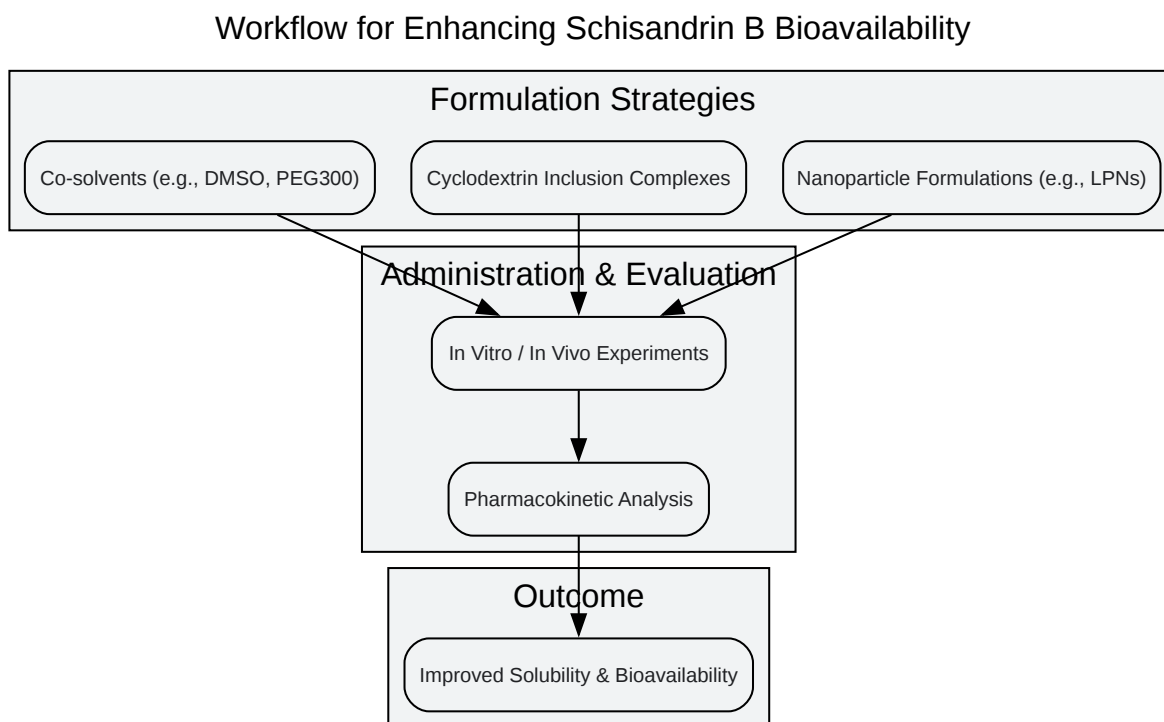 Workflow for Enhancing Schisandrin B Bioavailability
Formulation Strategies
Co-solvents (e.g., DMSO, PEG300)
Cyclodextrin Inclusion Complexes
Nanoparticle Formulations (e.g., LPNs)
Administration & Evaluation
In Vitro / In Vivo Experiments
Pharmacokinetic Analysis
Outcome
Improved Solubility & Bioavailability